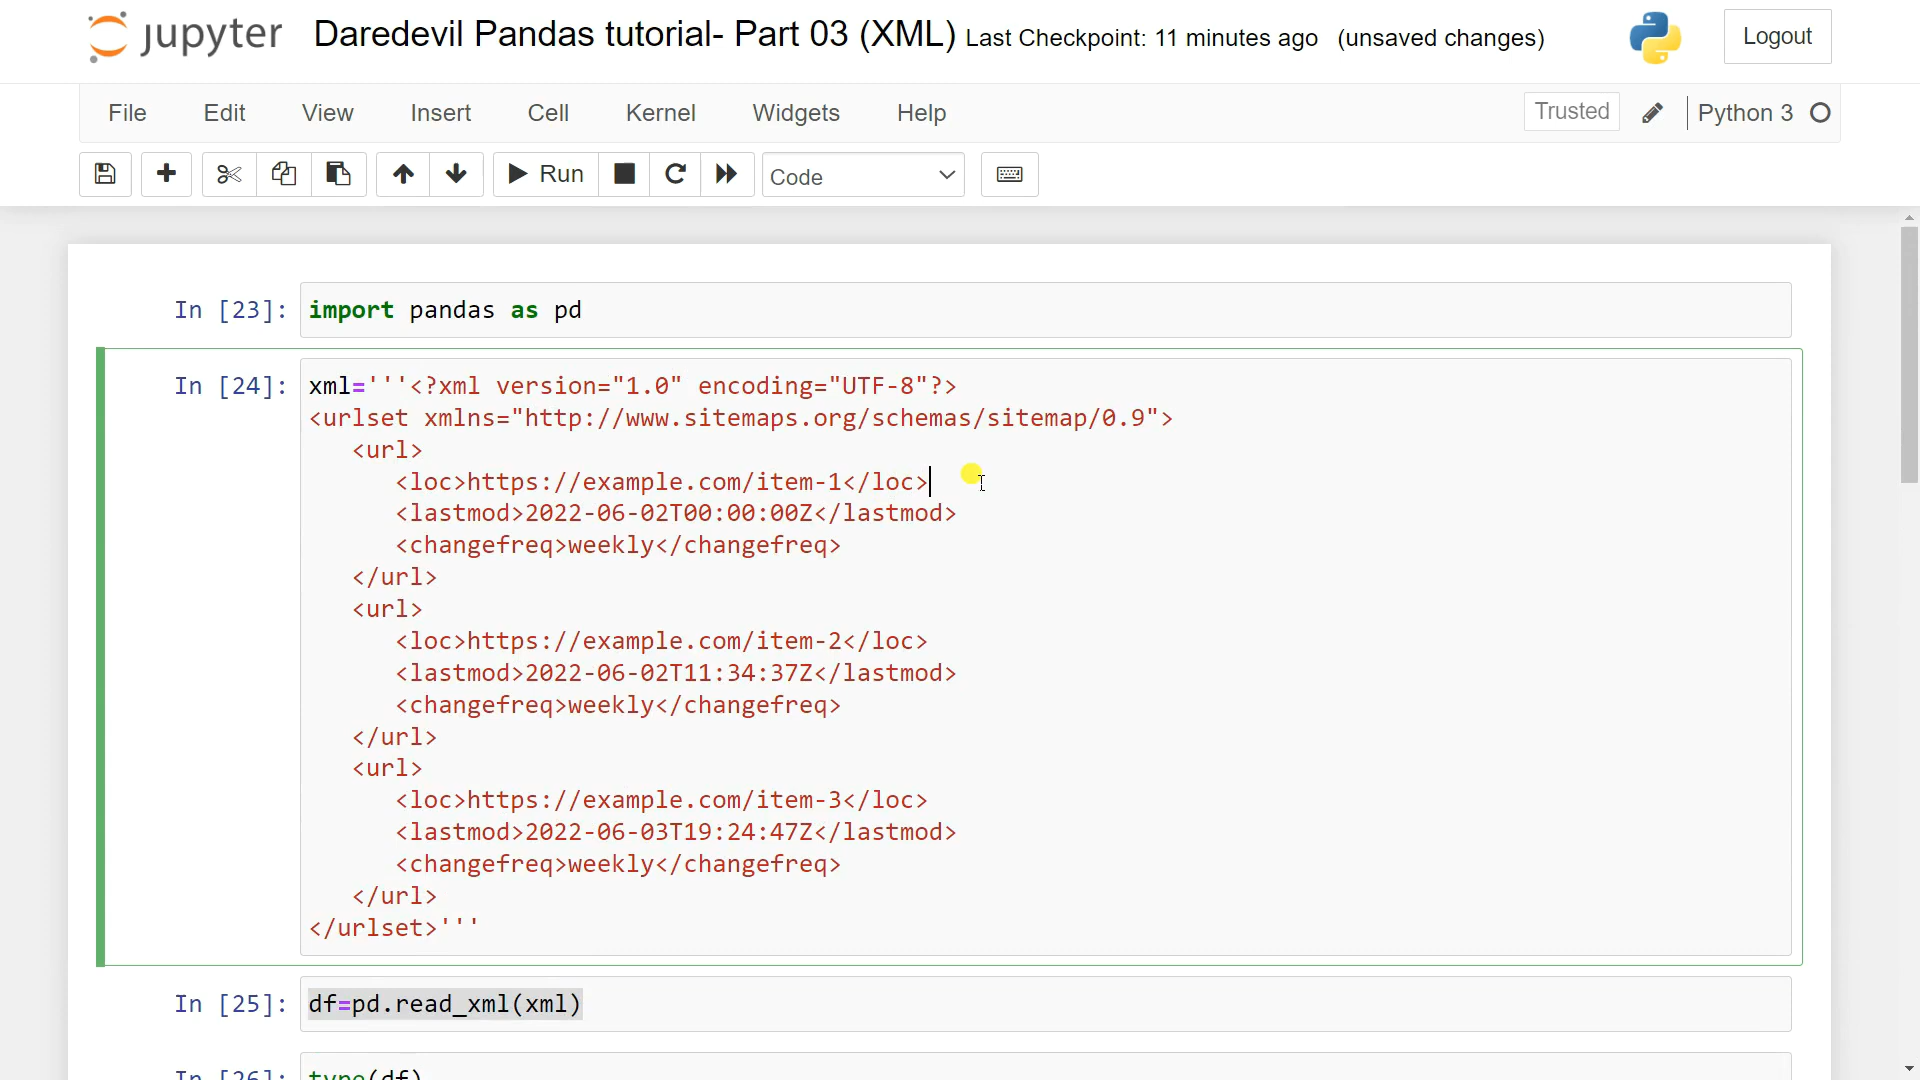 jupyter Daredevil Pandas tutorial- Part 03 (XML) Last Checkpoint: 11 minutes ago (unsaved changes) Logout
File Edit View Insert Cell Kernel Widgets Help Trusted Python 3
Run Code
In [23]: import pandas as pd
In [24]: xml='''<?xml version="1.0" encoding="UTF-8"?>
<urlset xmlns="http://www.sitemaps.org/schemas/sitemap/0.9">
<url>
<loc>https://example.com/item-1</loc>
<lastmod>2022-06-02T00:00:00Z</lastmod>
<changefreq>weekly</changefreq>
</url>
<url>
<loc>https://example.com/item-2</loc>
<lastmod>2022-06-02T11:34:37Z</lastmod>
<changefreq>weekly</changefreq>
</url>
<url>
<loc>https://example.com/item-3</loc>
<lastmod>2022-06-03T19:24:47Z</lastmod>
<changefreq>weekly</changefreq>
</url>
</urlset>'''
In [25]: df=pd.read_xml(xml)
In [26]: type(df)